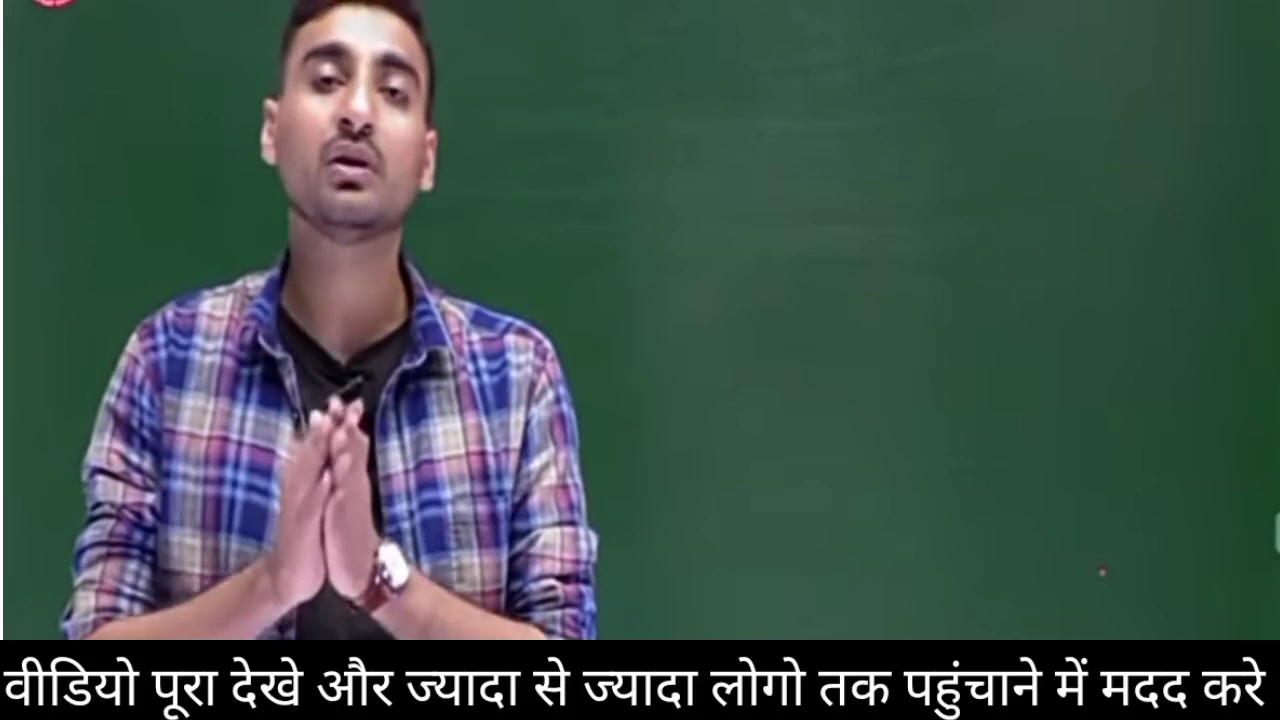 वीडियो पूरा देखे और ज्यादा से ज्यादा लोगो तक पहुंचाने में मदद करे